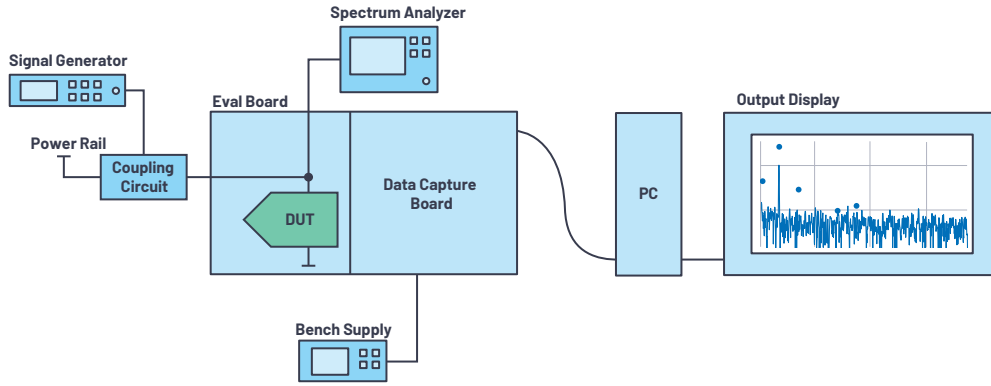 Spectrum Analyzer
Signal Generator
Eval Board
Output Display
Power Rail
Coupling
Circuit
Data Capture
Board
PC
DUT
Bench Supply